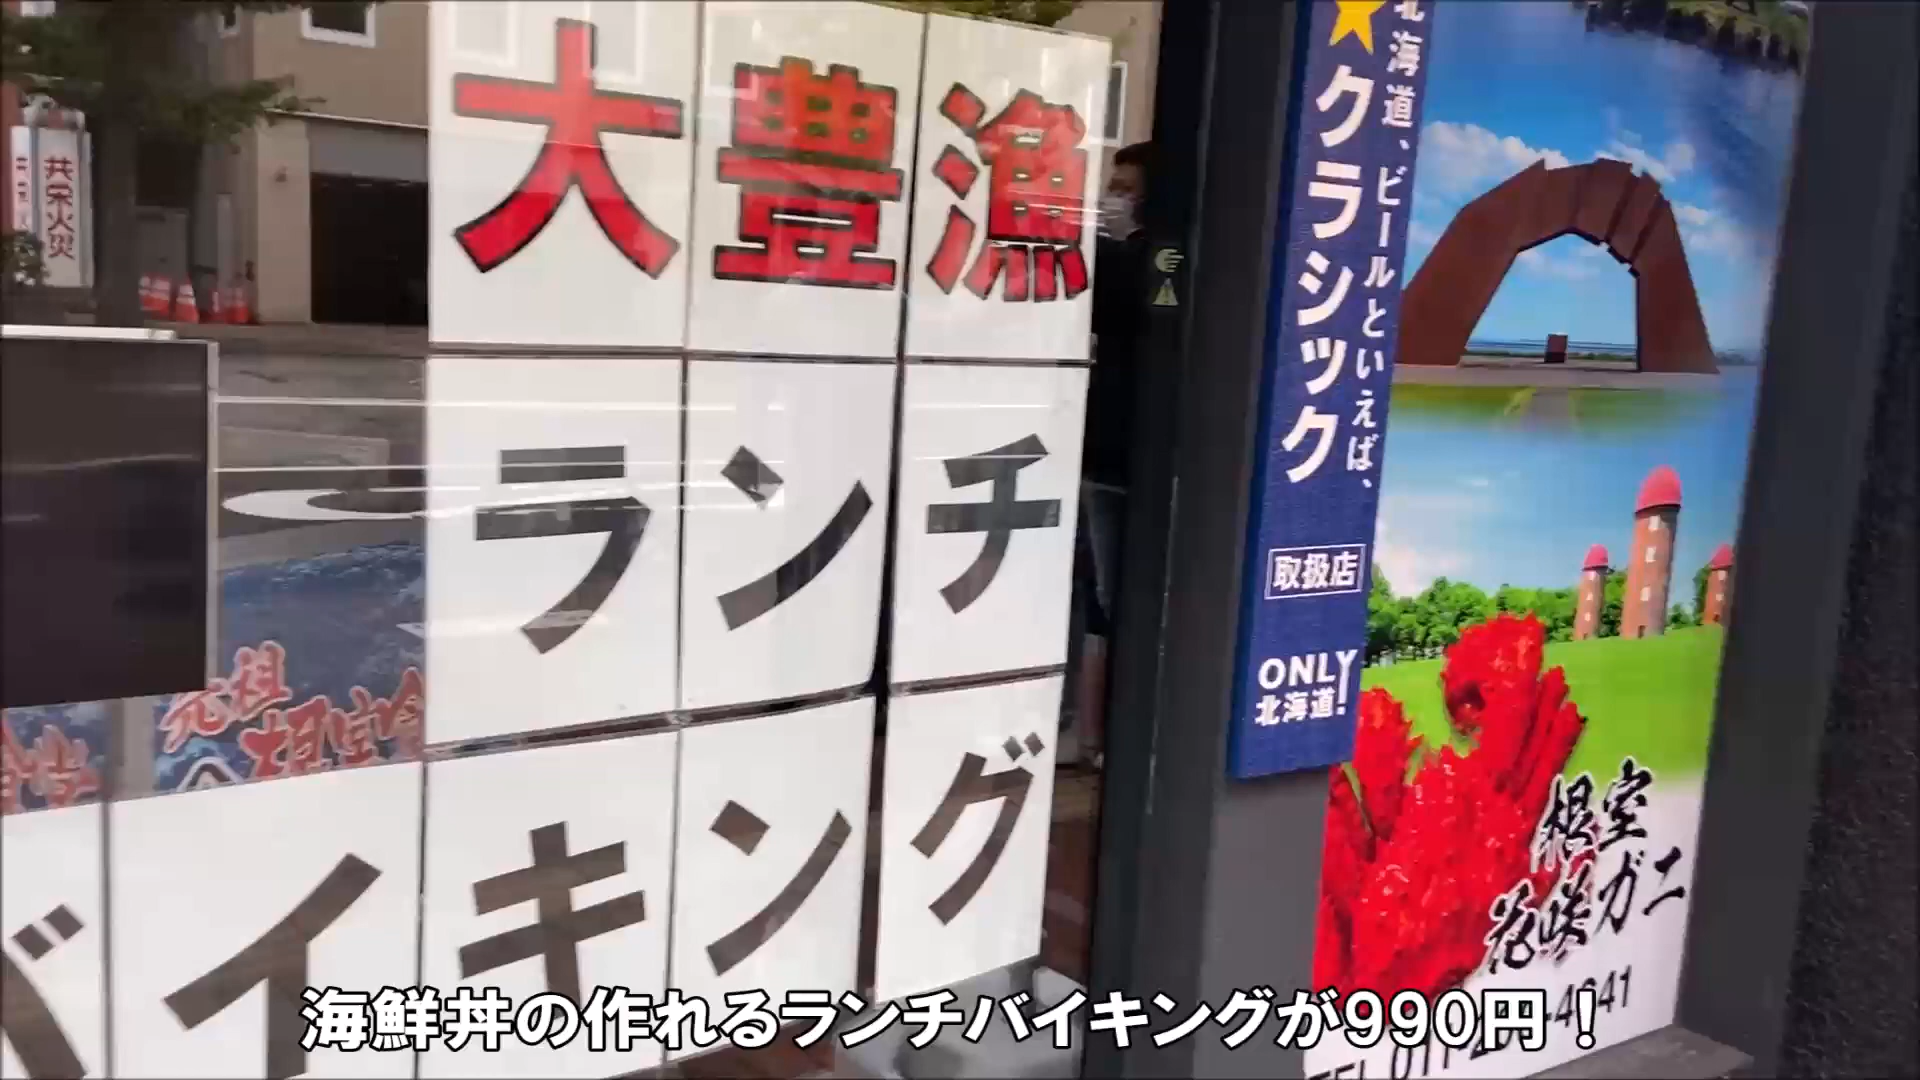 大豊漁
ランチ
バイキング
共栄火災
元祖
北海道、ビールといえば、
★クラシック
取扱店
ONLY
北海道!
根室
花咲ガニ
海鮮丼の作れるランチバイキングが990円！